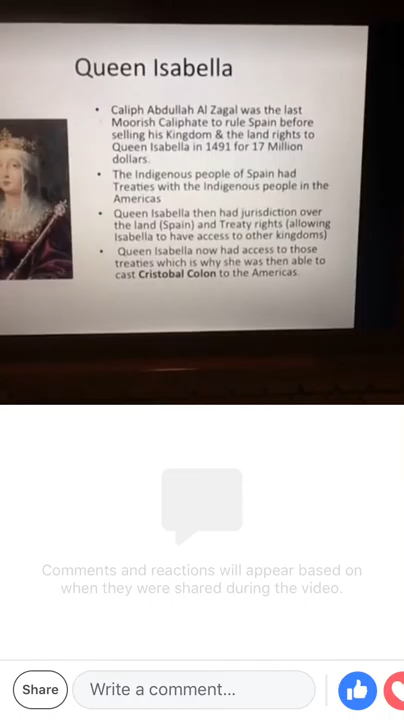 Queen Isabella
• Caliph Abdullah Al Zagal was the last
Moorish Caliphate to rule Spain before
selling his Kingdom & the land rights to
Queen Isabella in 1491 for 17 Million
dollars.
• The Indigenous people of Spain had
Treaties with the Indigenous people in the
Americas
• Queen Isabella then had jurisdiction over
the land (Spain) and Treaty rights (allowing
Isabella to have access to other kingdoms)
• Queen Isabella now had access to those
treaties which is why she was then able to
cast Cristobal Colon to the Americas.
Comments and reactions will appear based on
when they were shared during the video.
Share
Write a comment...